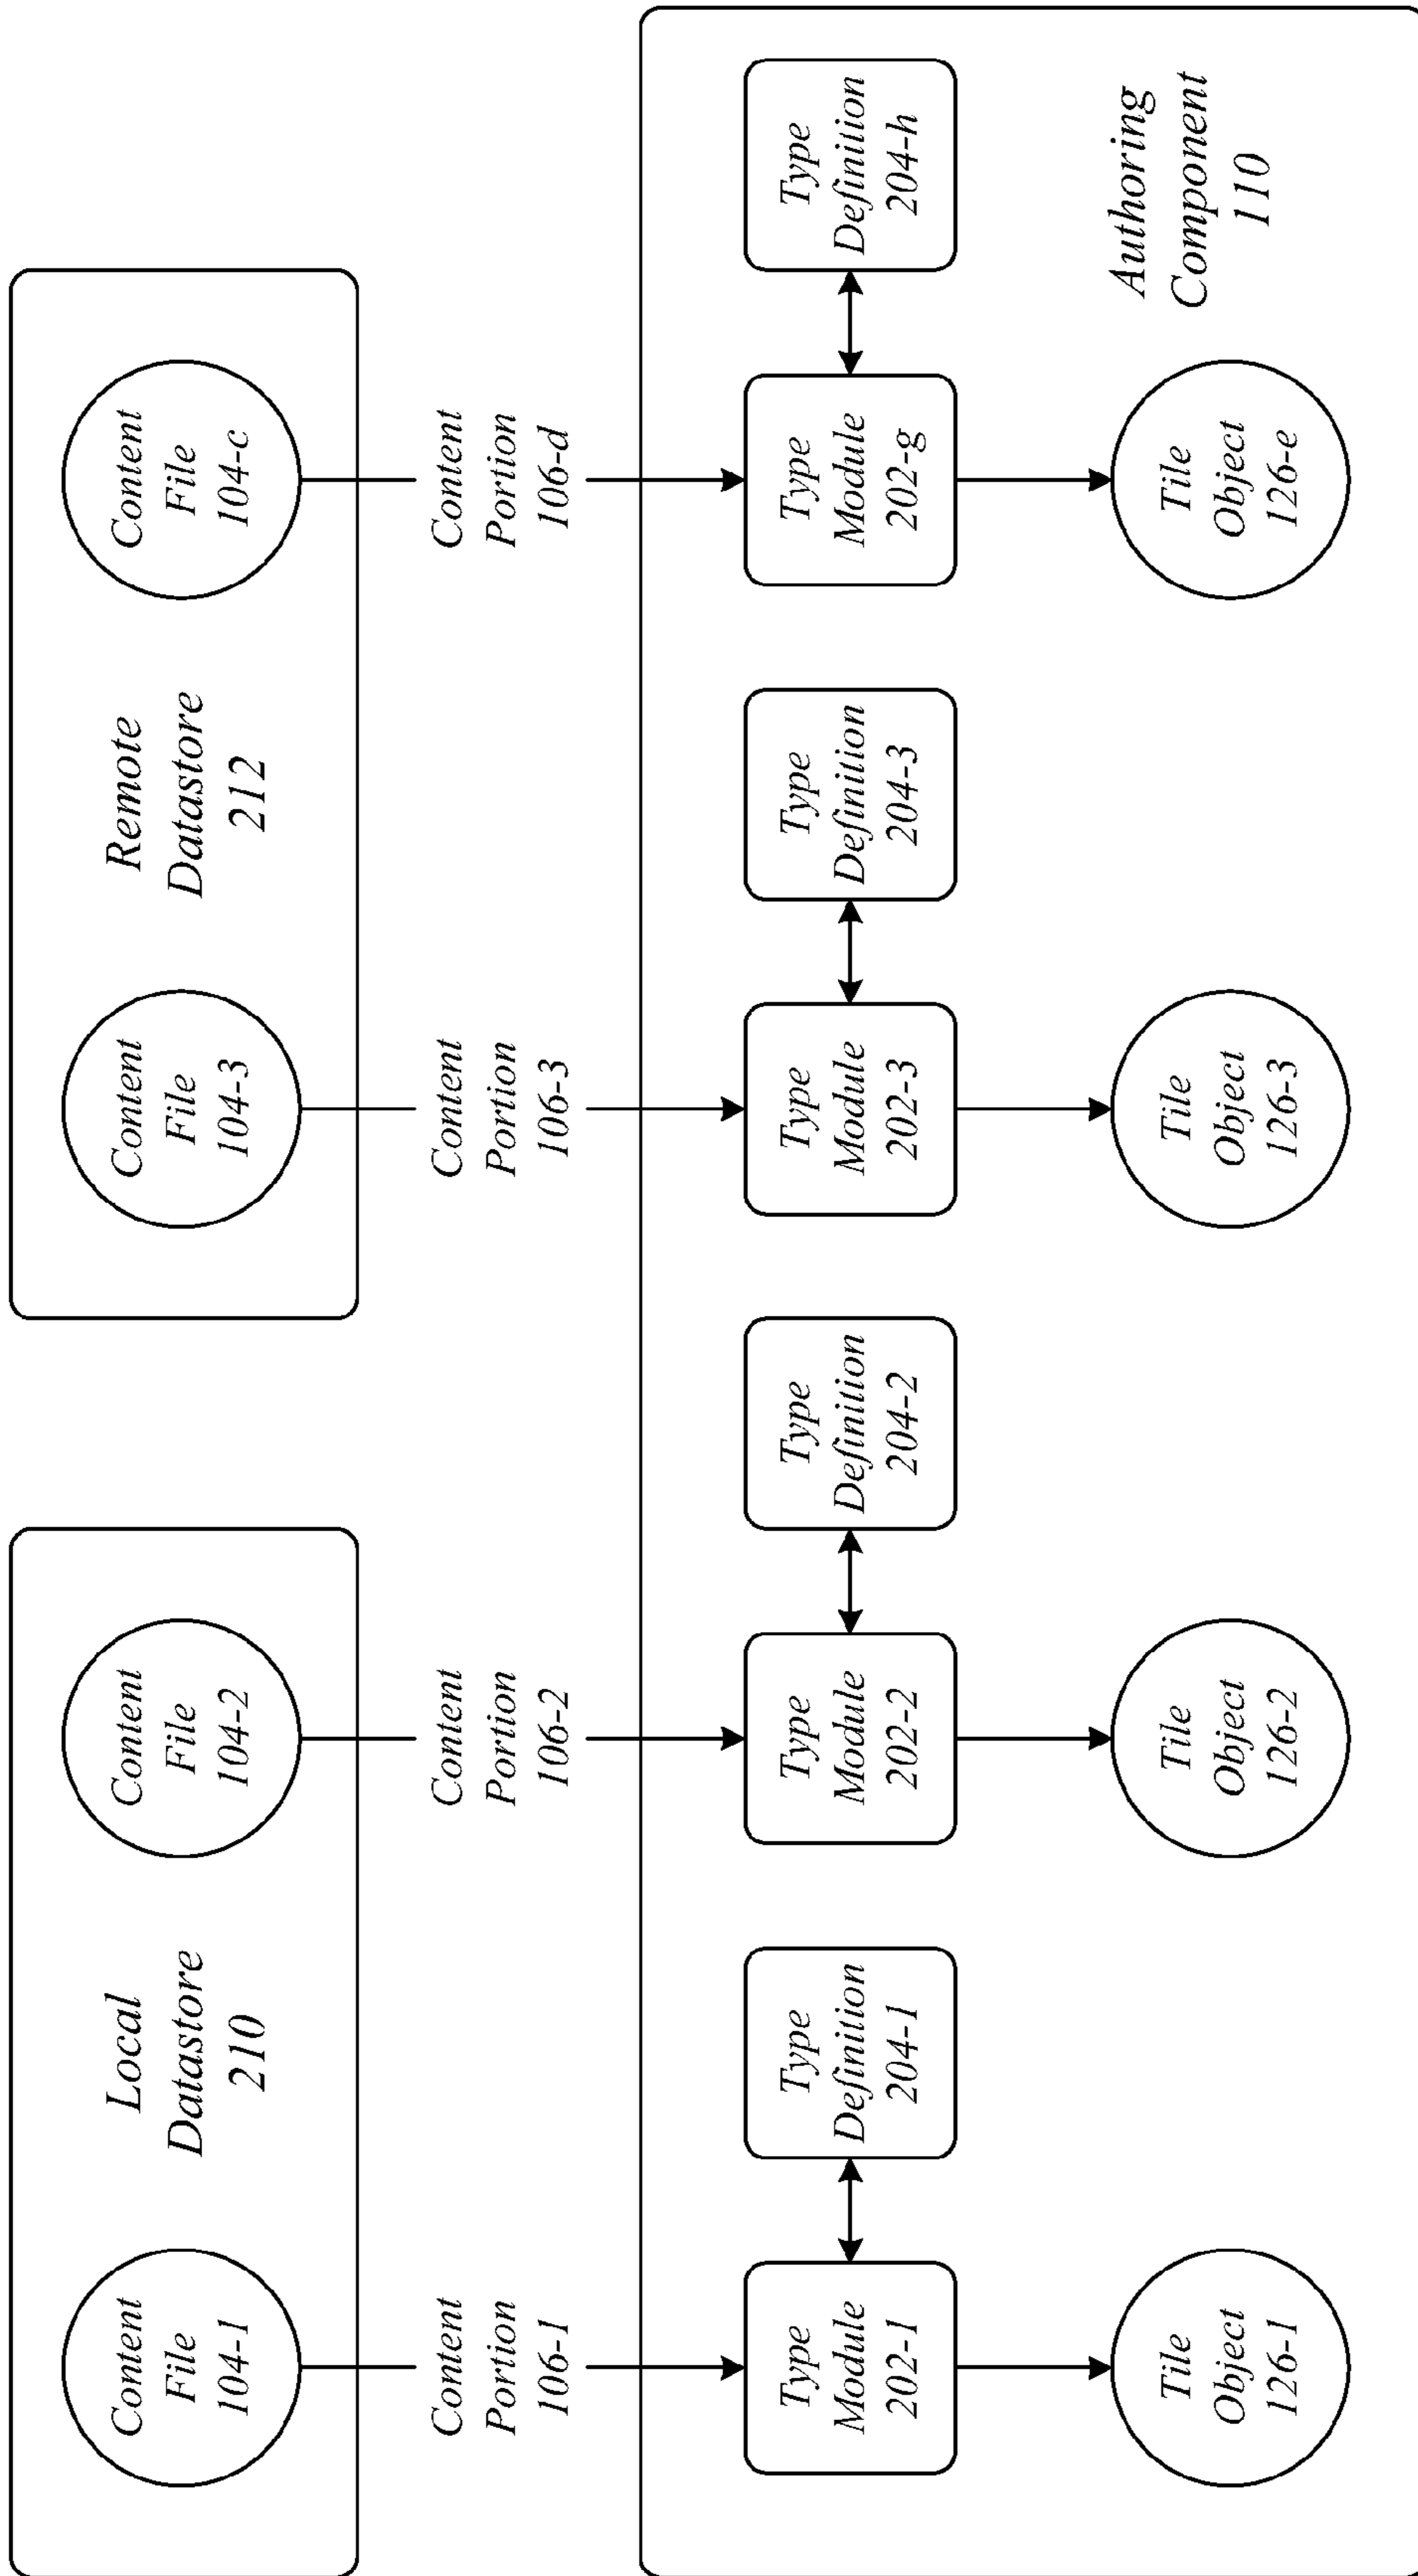 Content
File
104-1
Local
Datastore
210
Content
File
104-2
Content
File
104-3
Remote
Datastore
212
Content
File
104-c
Content
Portion
106-1
Content
Portion
106-2
Content
Portion
106-3
Content
Portion
106-d
Type
Module
202-1
Type
Definition
204-1
Type
Module
202-2
Type
Definition
204-2
Type
Module
202-3
Type
Definition
204-3
Type
Module
202-g
Type
Definition
204-h
Tile
Object
126-1
Tile
Object
126-2
Tile
Object
126-3
Tile
Object
126-e
Authoring
Component
110